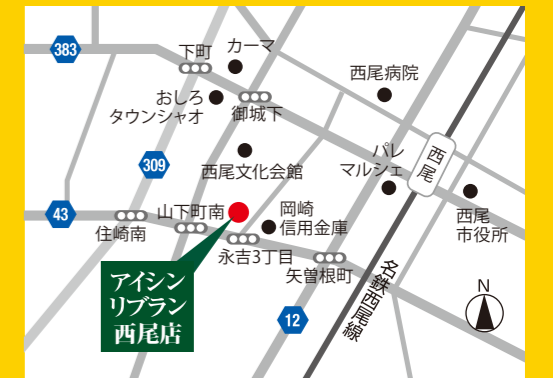 383
下町
カーマ
西尾病院
おしろ
タウンシャオ
御城下
309
西尾文化会館
パレ
マルシェ
西尾
43
住崎南
山下町南
岡崎
信用金庫
永吉3丁目
矢曽根町
西尾
市役所
アイシン
リブラン
西尾店
12
名鉄西尾線
N